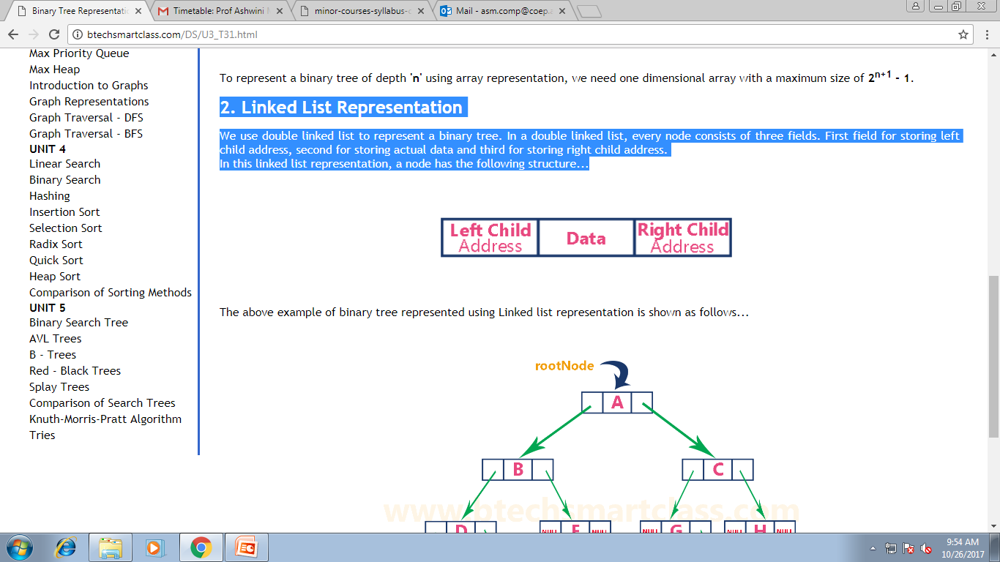 Binary Tree Representatio
Timetable: Prof Ashwini M
minor-courses-syllabus-c
Mail - asm.comp@coep.a
btechsmartclass.com/DS/U3_T31.html
Max Priority Queue
Max Heap
Introduction to Graphs
Graph Representations
Graph Traversal - DFS
Graph Traversal - BFS
UNIT 4
Linear Search
Binary Search
Hashing
Insertion Sort
Selection Sort
Radix Sort
Quick Sort
Heap Sort
Comparison of Sorting Methods
UNIT 5
Binary Search Tree
AVL Trees
B - Trees
Red - Black Trees
Splay Trees
Comparison of Search Trees
Knuth-Morris-Pratt Algorithm
Tries
To represent a binary tree of depth 'n' using array representation, we need one dimensional array with a maximum size of 2n+1 - 1.
2. Linked List Representation
We use double linked list to represent a binary tree. In a double linked list, every node consists of three fields. First field for storing left
child address, second for storing actual data and third for storing right child address.
In this linked list representation, a node has the following structure...
Left Child Address
Data
Right Child Address
The above example of binary tree represented using Linked list representation is shown as follows...
rootNode
A
B
C
www.btechsmartclass.com
D
NULL F NULL
NULL G
NULL H NULL
9:54 AM
10/26/2017